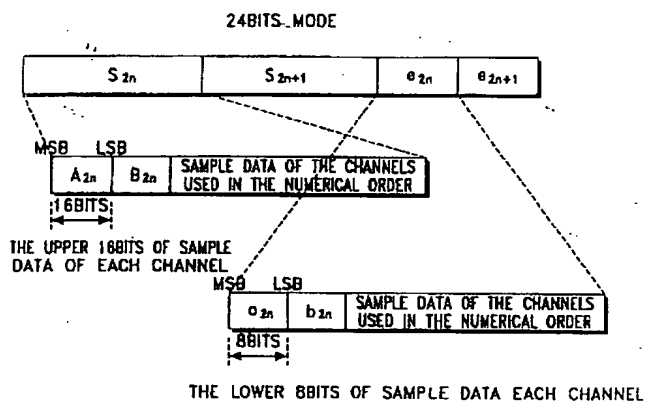 24BITS_MODE
S2n S2n+1 e2n e2n+1
MSB LSB
A2n B2n SAMPLE DATA OF THE CHANNELS
USED IN THE NUMERICAL ORDER
16BITS
THE UPPER 16BITS OF SAMPLE
DATA OF EACH CHANNEL
MSB LSB
a2n b2n SAMPLE DATA OF THE CHANNELS
USED IN THE NUMERICAL ORDER
8BITS
THE LOWER 8BITS OF SAMPLE DATA EACH CHANNEL